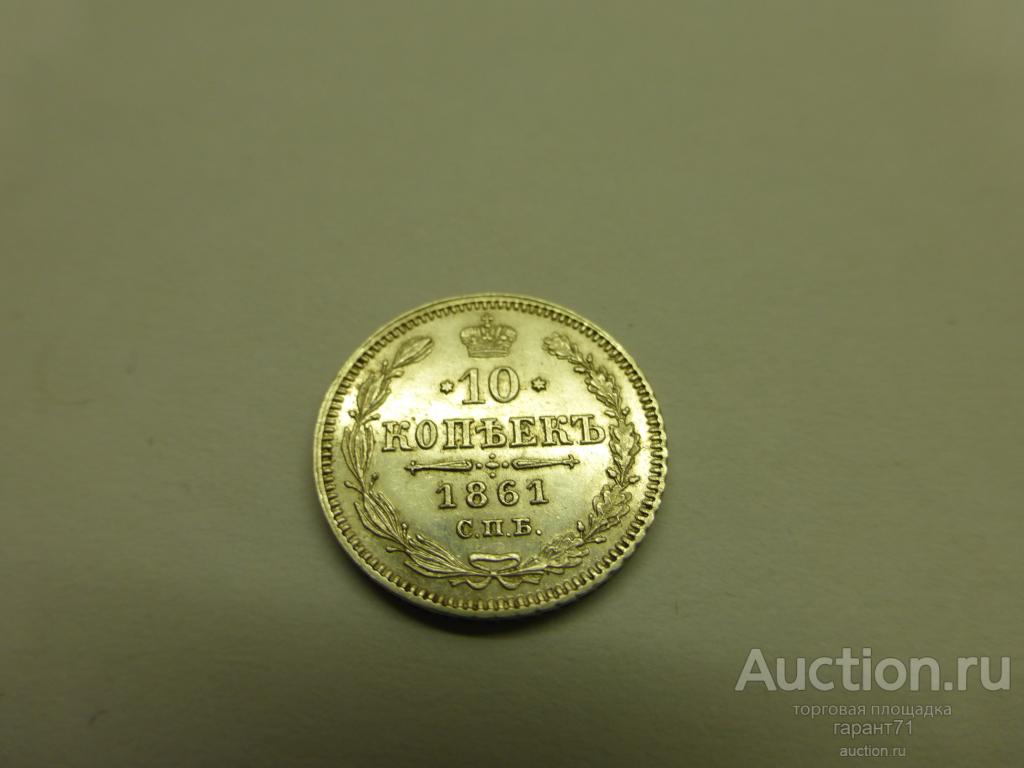 * 10 *
КОПѢЕКЪ
1861
С.П.Б.
Auction.ru
торговая площадка
гарант71
auction.ru